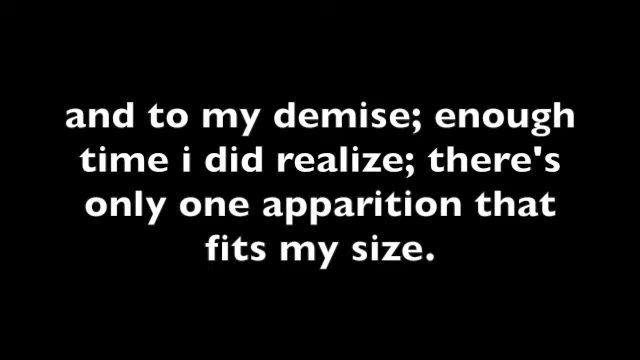 and to my demise; enough
time i did realize; there's
only one apparition that
fits my size.